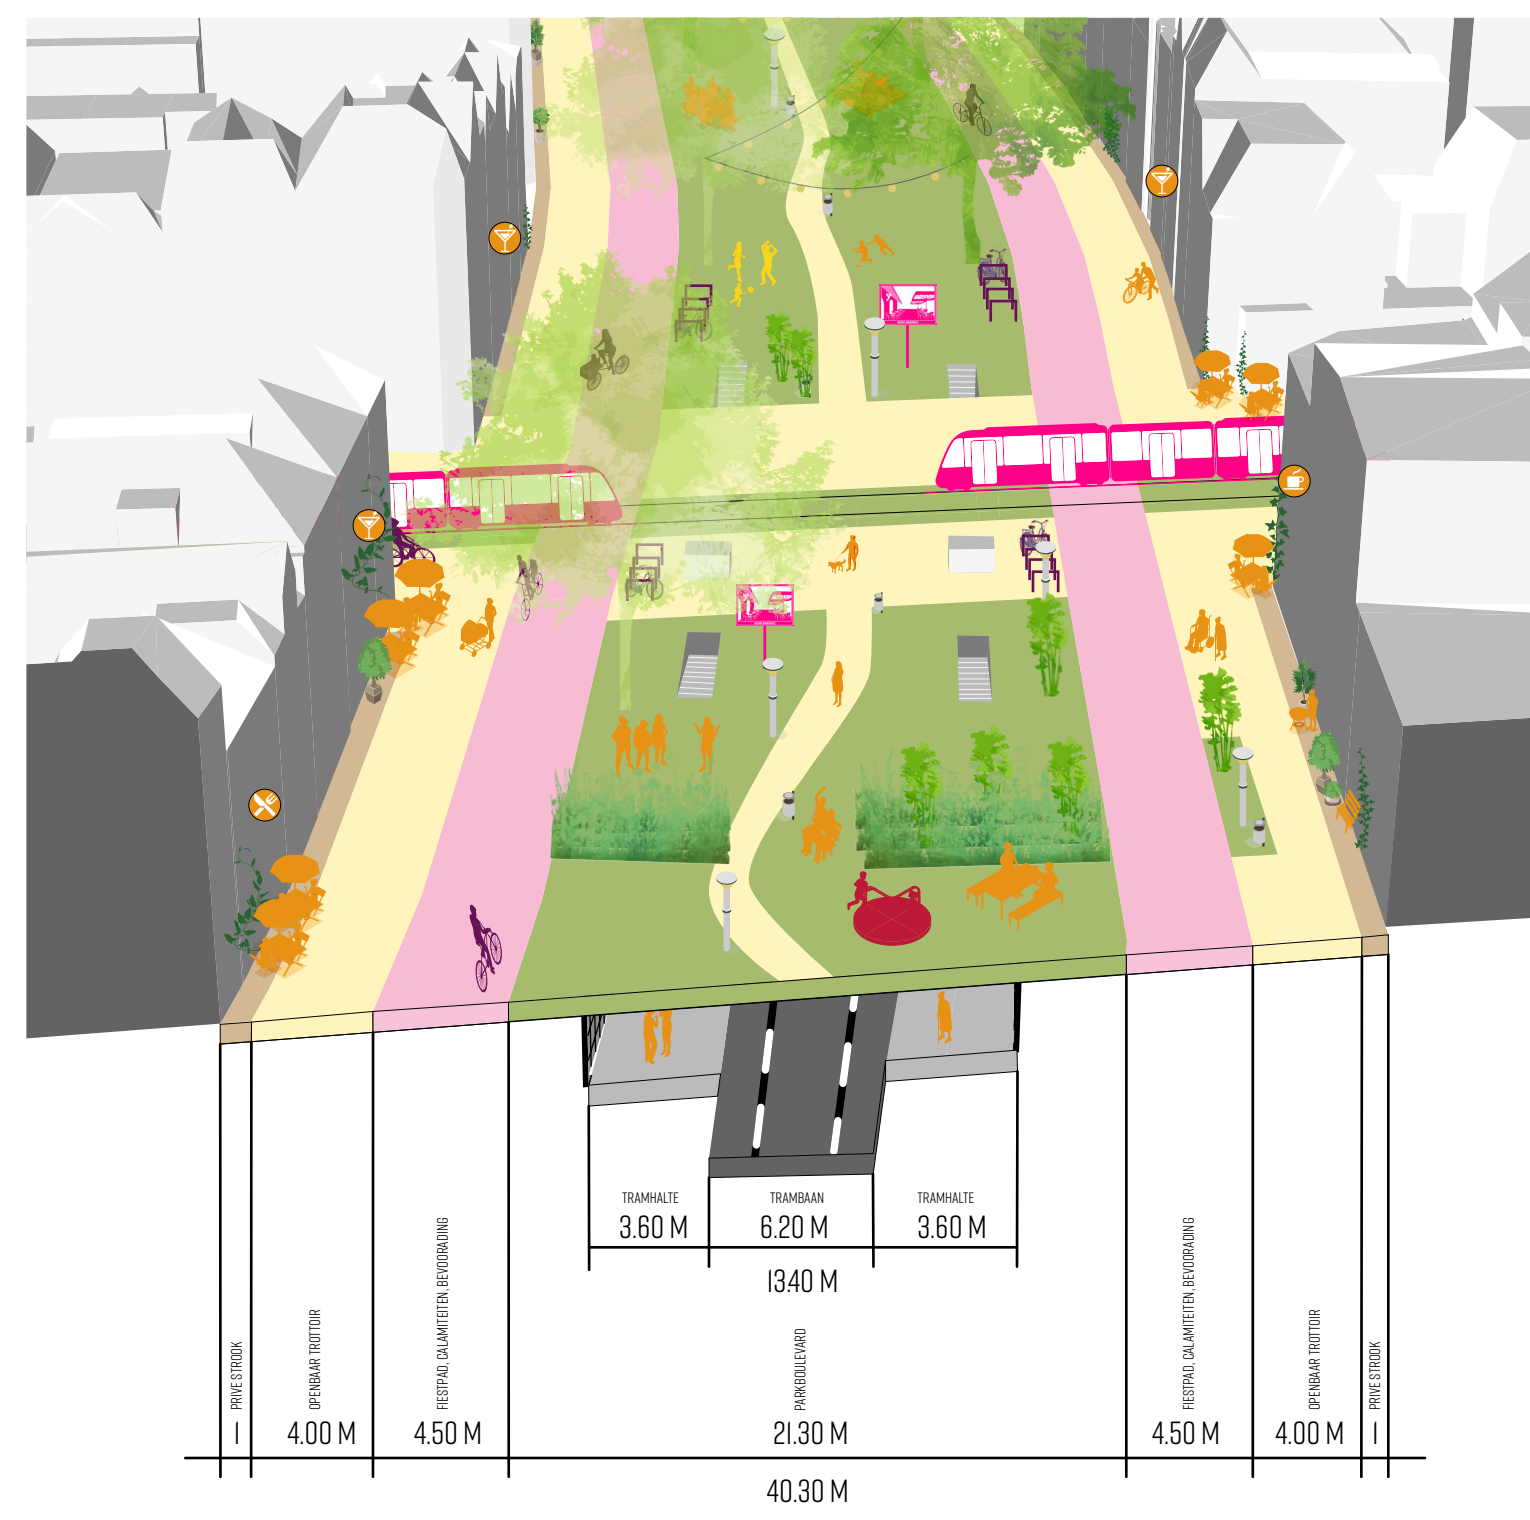 TRAMHALTE TRAMBAAN TRAMHALTE
3.60 M 6.20 M 3.60 M
13.40 M
PRIVE STROOK
OPENBAAR TROTTOIR
FIESTPAD, CALAMITEITEN, BEVOORADING
PARKBOULEVARD
FIESTPAD, CALAMITEITEN, BEVOORADING
OPENBAAR TROTTOIR
PRIVE STROOK
1 4.00 M 4.50 M 21.30 M 4.50 M 4.00 M 1
40.30 M